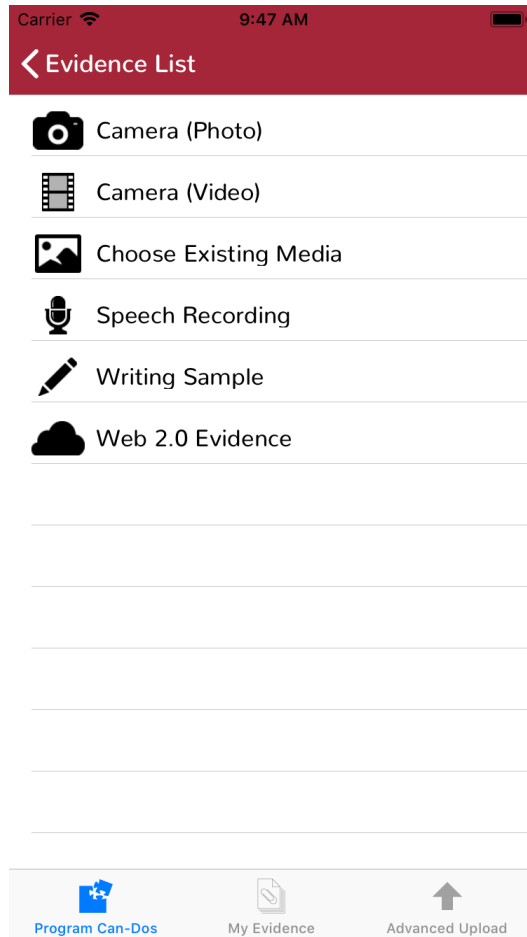 Carrier 9:47 AM
Evidence List
Camera (Photo)
Camera (Video)
Choose Existing Media
Speech Recording
Writing Sample
Web 2.0 Evidence
Program Can-Dos My Evidence Advanced Upload